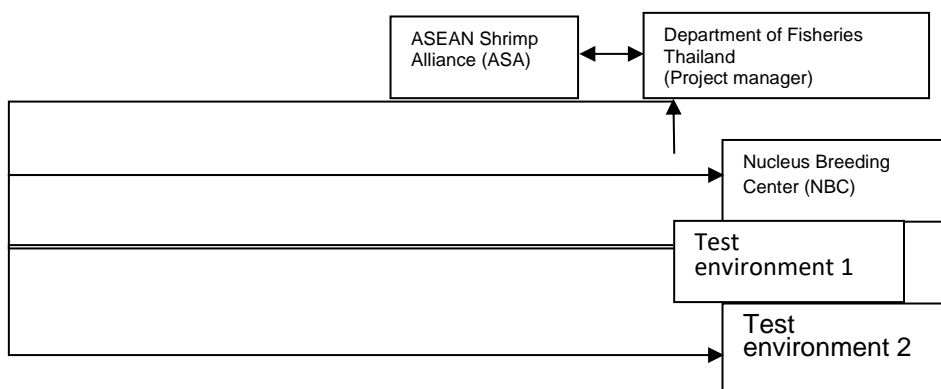 ASEAN Shrimp
Alliance (ASA)
Department of Fisheries
Thailand
(Project manager)
Nucleus Breeding
Center (NBC)
Test
environment 1
Test
environment 2